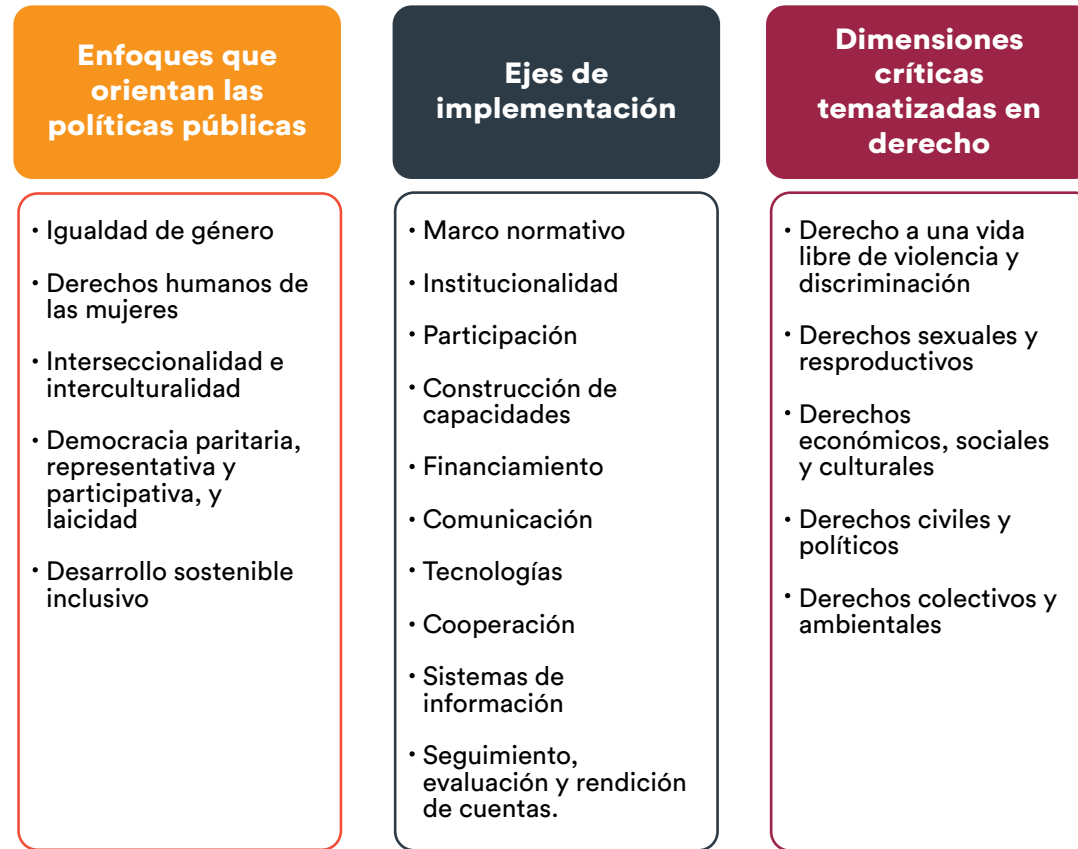 Enfoques que
orientan las
políticas públicas
· Igualdad de género
· Derechos humanos de
las mujeres
· Interseccionalidad e
interculturalidad
· Democracia paritaria,
representativa y
participativa, y
laicidad
· Desarrollo sostenible
inclusivo
Ejes de
implementación
· Marco normativo
· Institucionalidad
· Participación
· Construcción de
capacidades
· Financiamiento
· Comunicación
· Tecnologías
· Cooperación
· Sistemas de
información
· Seguimiento,
evaluación y rendición
de cuentas.
Dimensiones
críticas
tematizadas en
derecho
· Derecho a una vida
libre de violencia y
discriminación
· Derechos sexuales y
resproductivos
· Derechos
económicos, sociales
y culturales
· Derechos civiles y
políticos
· Derechos colectivos y
ambientales